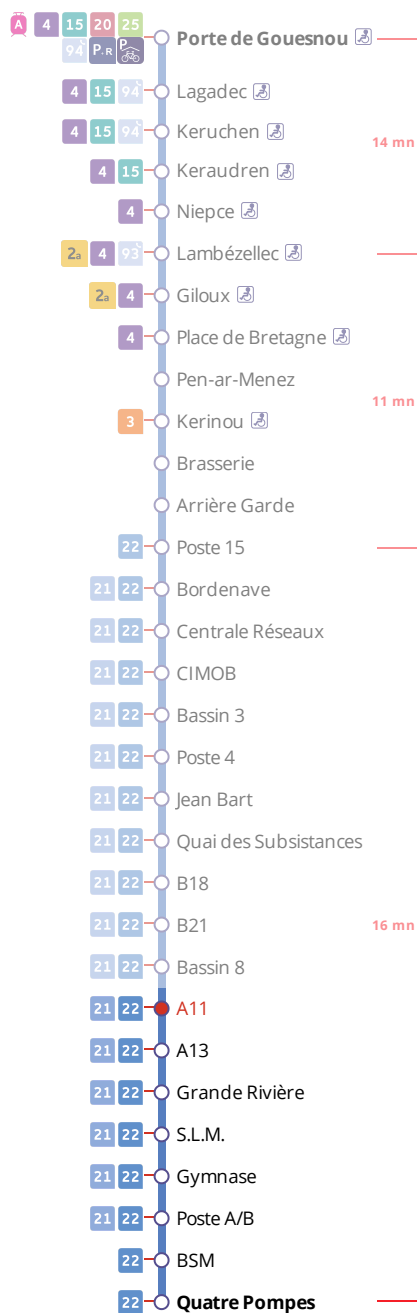 A 4 15 20 25
94 P+R P
Porte de Gouesnou
4 15 94 Lagadec
4 15 94 Keruchen
14 mn
4 15 Keraudren
4 Niepce
2a 4 93 Lambézellec
2a 4 Giloux
4 Place de Bretagne
Pen-ar-Menez
11 mn
3 Kerinou
Brasserie
Arrière Garde
22 Poste 15
21 22 Bordenave
21 22 Centrale Réseaux
21 22 CIMOB
21 22 Bassin 3
21 22 Poste 4
21 22 Jean Bart
21 22 Quai des Subsistances
21 22 B18
21 22 B21
16 mn
21 22 Bassin 8
21 22 A11
21 22 A13
21 22 Grande Rivière
21 22 S.L.M.
21 22 Gymnase
21 22 Poste A/B
22 BSM
22 Quatre Pompes